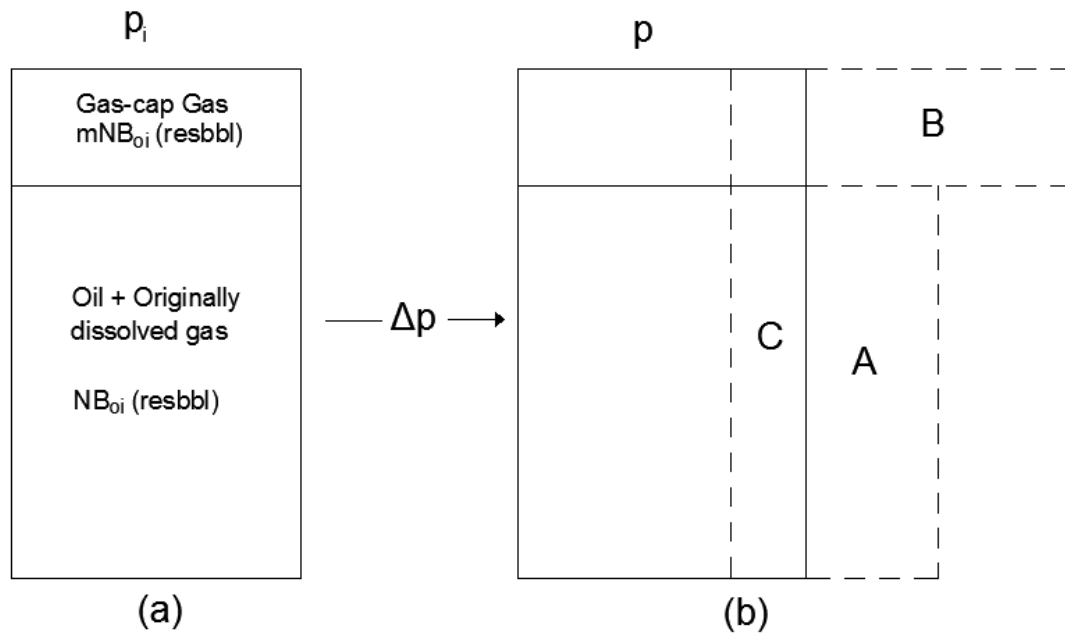 pᵢ
p
Gas-cap Gas
mNBₒᵢ (resbbl)
B
Oil + Originally
dissolved gas
Δp
C
A
NBₒᵢ (resbbl)
(a)
(b)